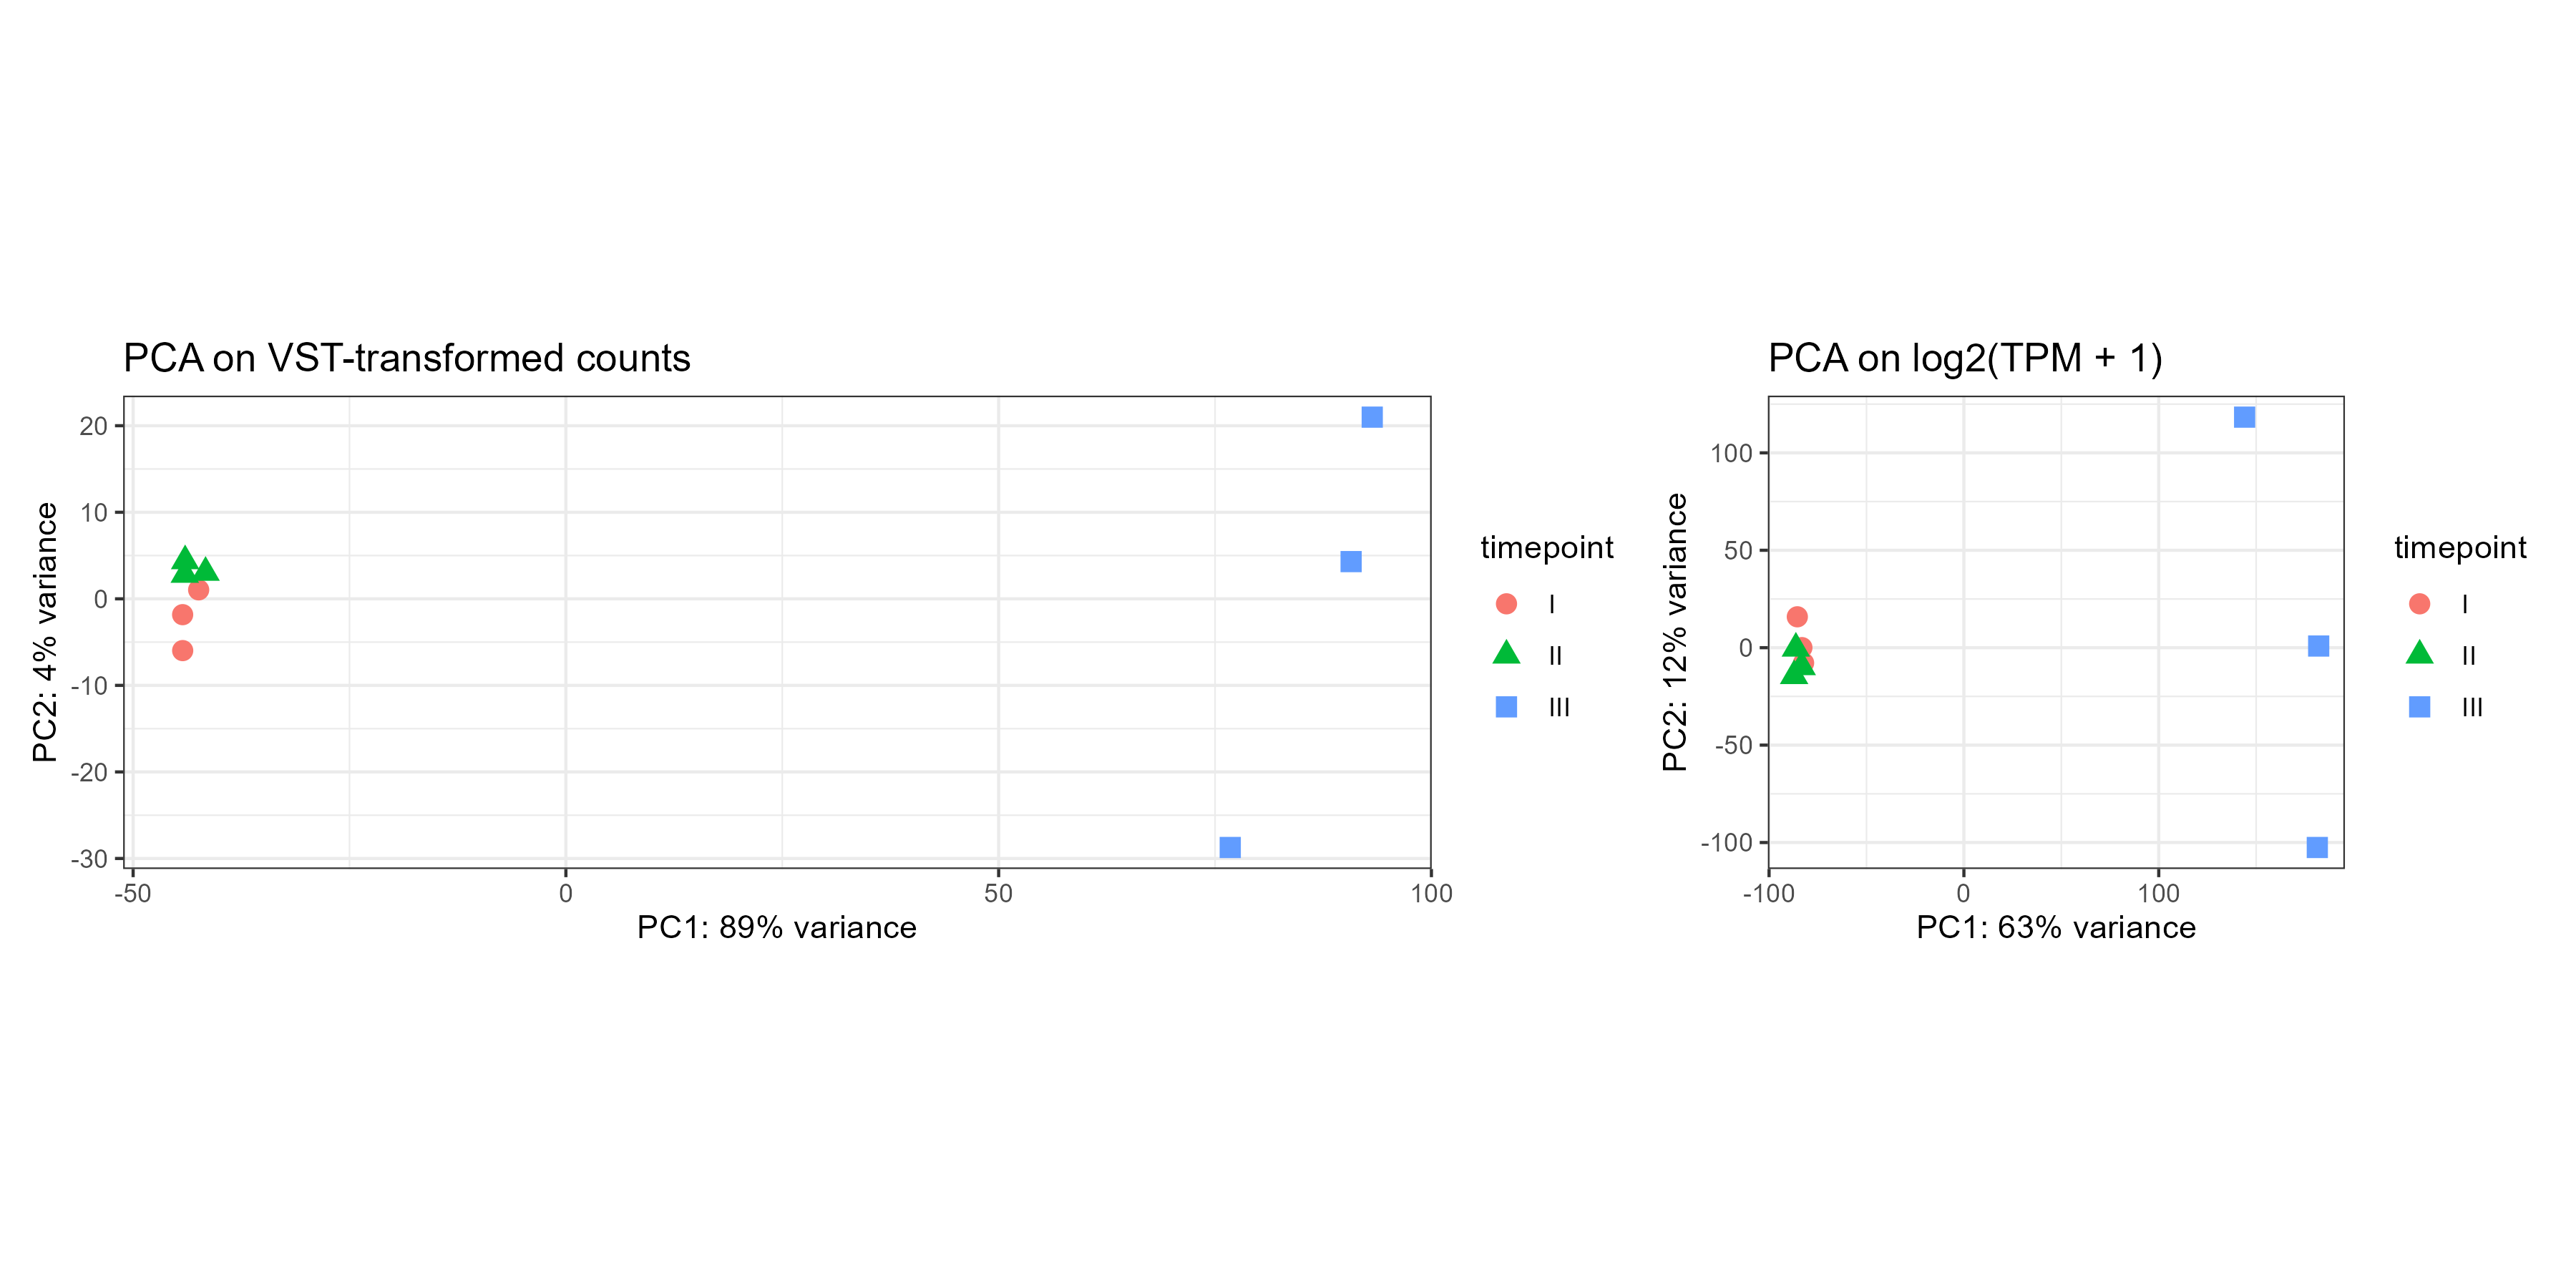 PCA on VST-transformed counts
20
10
0
-10
-20
-30
PC2: 4% variance
-50
0
50
100
PC1: 89% variance
timepoint
I
II
III
PCA on log2(TPM + 1)
100
50
0
-50
-100
PC2: 12% variance
-100
0
100
PC1: 63% variance
timepoint
I
II
III